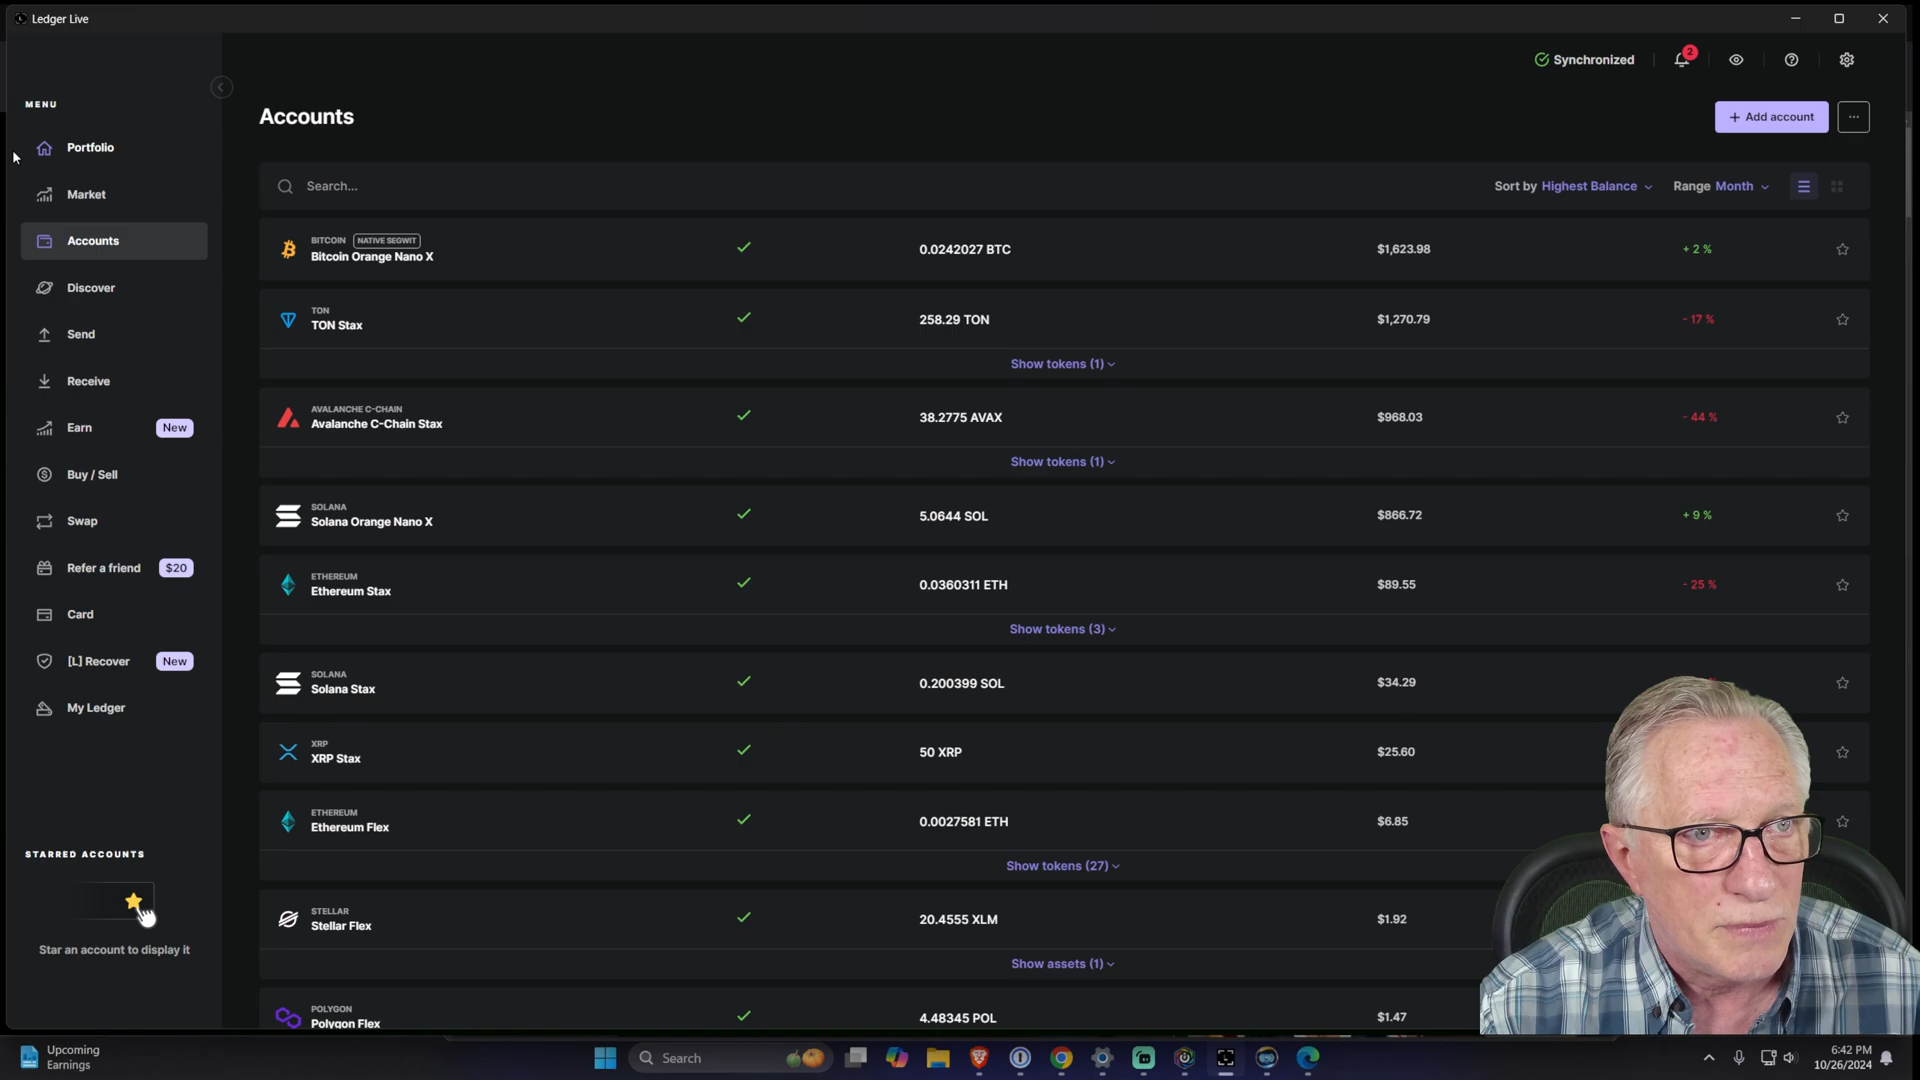 Ledger Live
Synchronized
2
MENU
Accounts
+ Add account
Portfolio
Market
Accounts
Discover
Send
Receive
Earn New
Buy / Sell
Swap
Refer a friend $20
Card
[L] Recover New
My Ledger
STARRED ACCOUNTS
Star an account to display it
Search...
Sort by Highest Balance
Range Month
BITCOIN NATIVE SEGWIT
Bitcoin Orange Nano X
0.0242027 BTC
$1,623.98
+ 2 %
TON
TON Stax
258.29 TON
$1,270.79
- 17 %
Show tokens (1)
AVALANCHE C-CHAIN
Avalanche C-Chain Stax
38.2775 AVAX
$968.03
- 44 %
Show tokens (1)
SOLANA
Solana Orange Nano X
5.0644 SOL
$866.72
+ 9 %
ETHEREUM
Ethereum Stax
0.0360311 ETH
$89.55
- 25 %
Show tokens (3)
SOLANA
Solana Stax
0.200399 SOL
$34.29
XRP
XRP Stax
50 XRP
$25.60
ETHEREUM
Ethereum Flex
0.0027581 ETH
$6.85
Show tokens (27)
STELLAR
Stellar Flex
20.4555 XLM
$1.92
Show assets (1)
POLYGON
Polygon Flex
4.48345 POL
$1.47
Upcoming
Earnings
Search
6:42 PM
10/26/2024